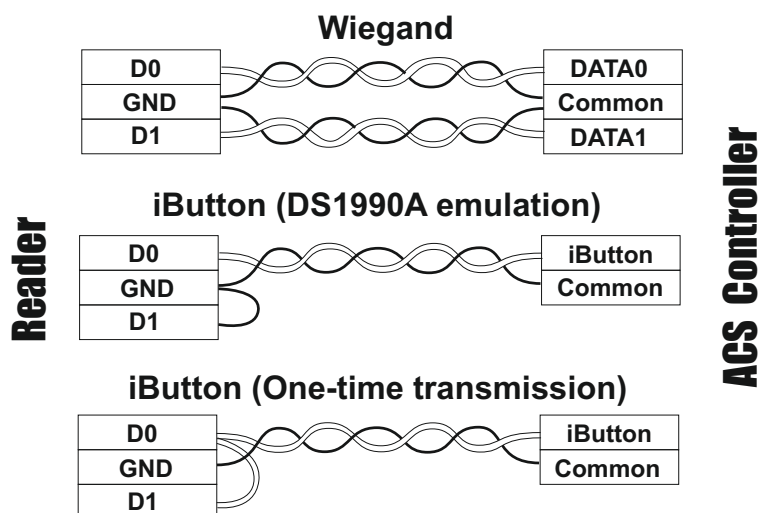 Wiegand
D0
GND
D1
DATA0
Common
DATA1
iButton (DS1990A emulation)
D0
GND
D1
iButton
Common
iButton (One-time transmission)
D0
GND
D1
iButton
Common
Reader
ACS Controller